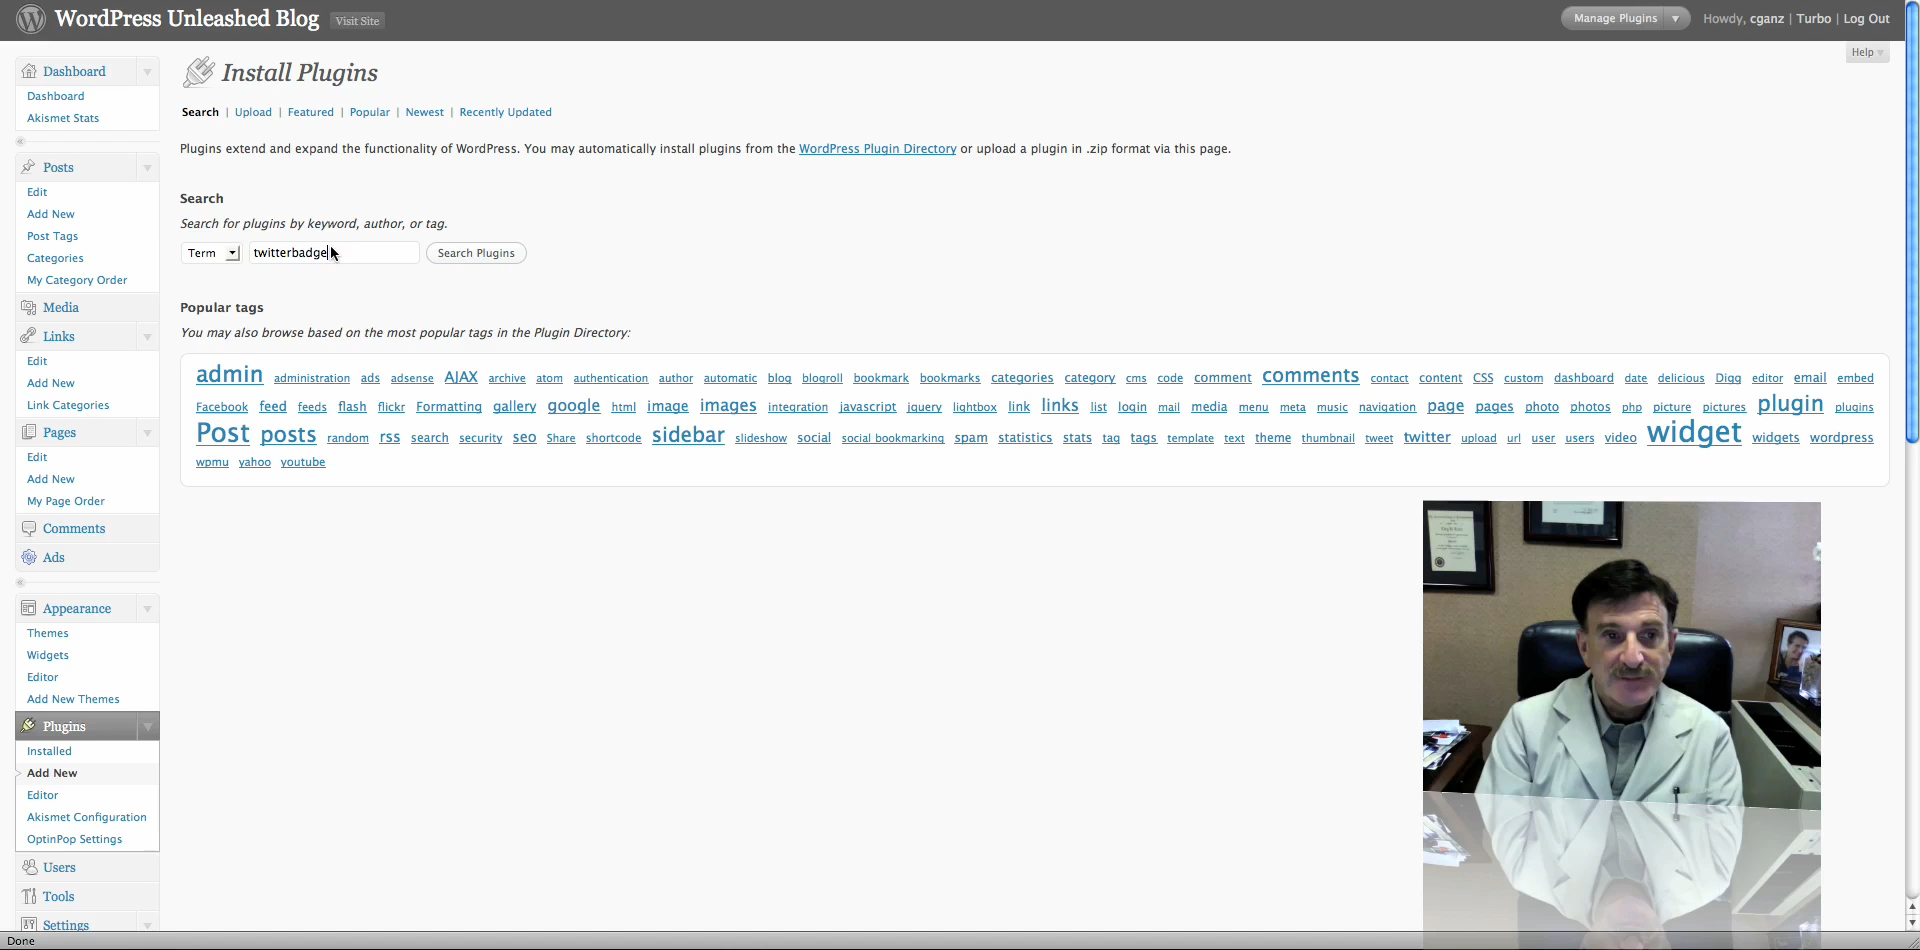 WordPress Unleashed Blog Visit Site
Manage Plugins Howdy, cganz | Turbo | Log Out
Help
Dashboard
Dashboard
Akismet Stats
Posts
Edit
Add New
Post Tags
Categories
My Category Order
Media
Links
Edit
Add New
Link Categories
Pages
Edit
Add New
My Page Order
Comments
Ads
Appearance
Themes
Widgets
Editor
Add New Themes
Plugins
Installed
Add New
Editor
Akismet Configuration
OptinPop Settings
Users
Tools
Settings
Install Plugins
Search | Upload | Featured | Popular | Newest | Recently Updated
Plugins extend and expand the functionality of WordPress. You may automatically install plugins from the WordPress Plugin Directory or upload a plugin in .zip format via this page.
Search
Search for plugins by keyword, author, or tag.
Term twitterbadge Search Plugins
Popular tags
You may also browse based on the most popular tags in the Plugin Directory:
admin administration ads adsense AJAX archive atom authentication author automatic blog blogroll bookmark bookmarks categories category cms code comment comments contact content CSS custom dashboard date delicious Digg editor email embed
Facebook feed feeds flash flickr Formatting gallery google html image images integration javascript jquery lightbox link links list login mail media menu meta music navigation page pages photo photos php picture pictures plugin plugins
Post posts random rss search security seo Share shortcode sidebar slideshow social social bookmarking spam statistics stats tag tags template text theme thumbnail tweet twitter upload url user users video widget widgets wordpress
wpmu yahoo youtube
Done